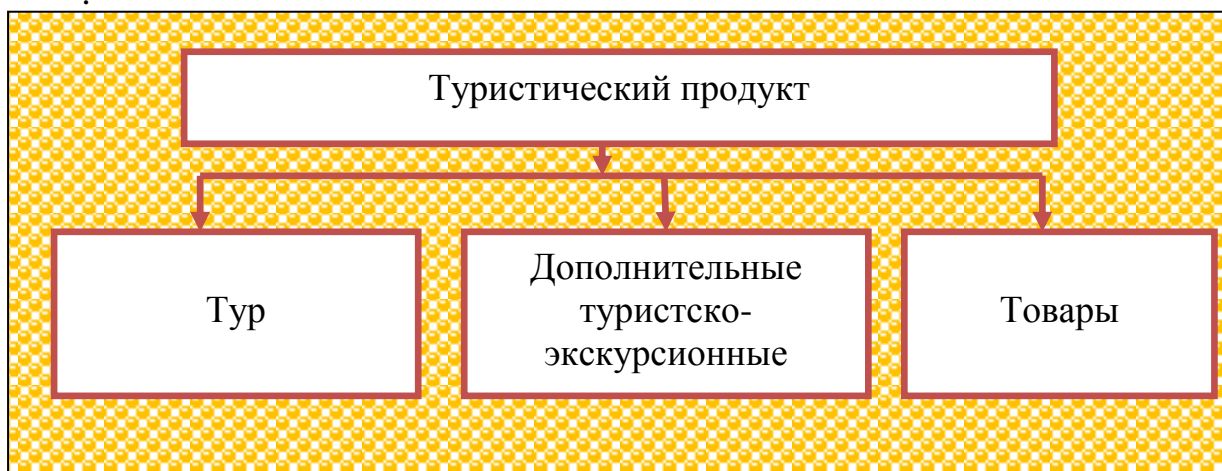 Туристический продукт
Тур
Дополнительные
туристско-
экскурсионные
Товары